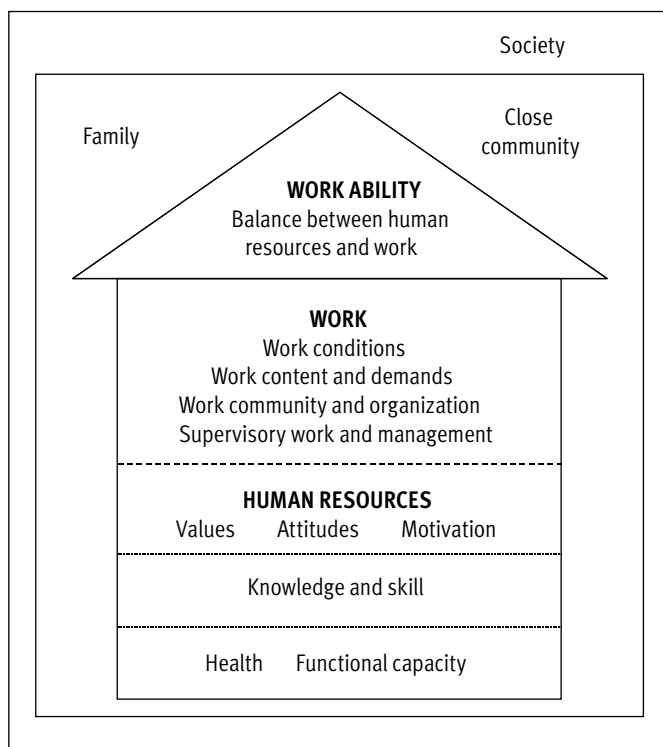 Society
Family
Close
community
WORK ABILITY
Balance between human
resources and work
WORK
Work conditions
Work content and demands
Work community and organization
Supervisory work and management
HUMAN RESOURCES
Values Attitudes Motivation
Knowledge and skill
Health Functional capacity